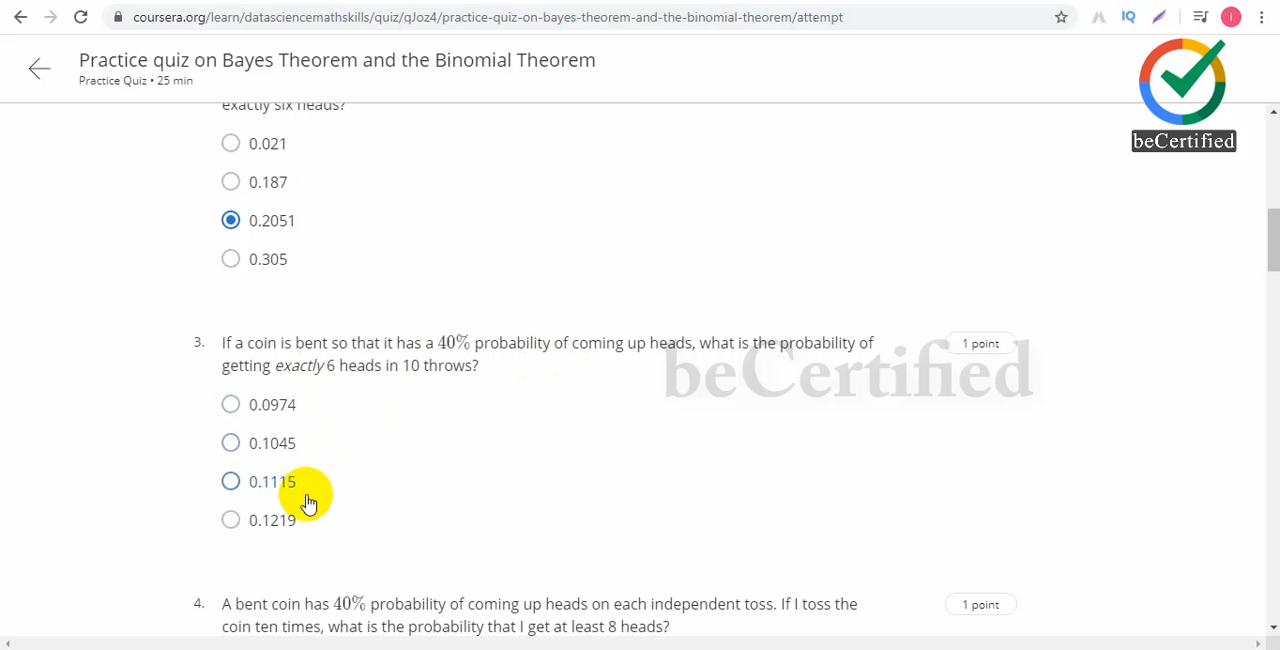 coursera.org/learn/datasciencemathskills/quiz/qJoz4/practice-quiz-on-bayes-theorem-and-the-binomial-theorem/attempt
IQ
I
Practice quiz on Bayes Theorem and the Binomial Theorem
Practice Quiz • 25 min
beCertified
exactly six heads?
0.021
0.187
0.2051
0.305
3. If a coin is bent so that it has a 40% probability of coming up heads, what is the probability of
getting exactly 6 heads in 10 throws?
1 point
beCertified
0.0974
0.1045
0.1115
0.1219
4. A bent coin has 40% probability of coming up heads on each independent toss. If I toss the
coin ten times, what is the probability that I get at least 8 heads?
1 point